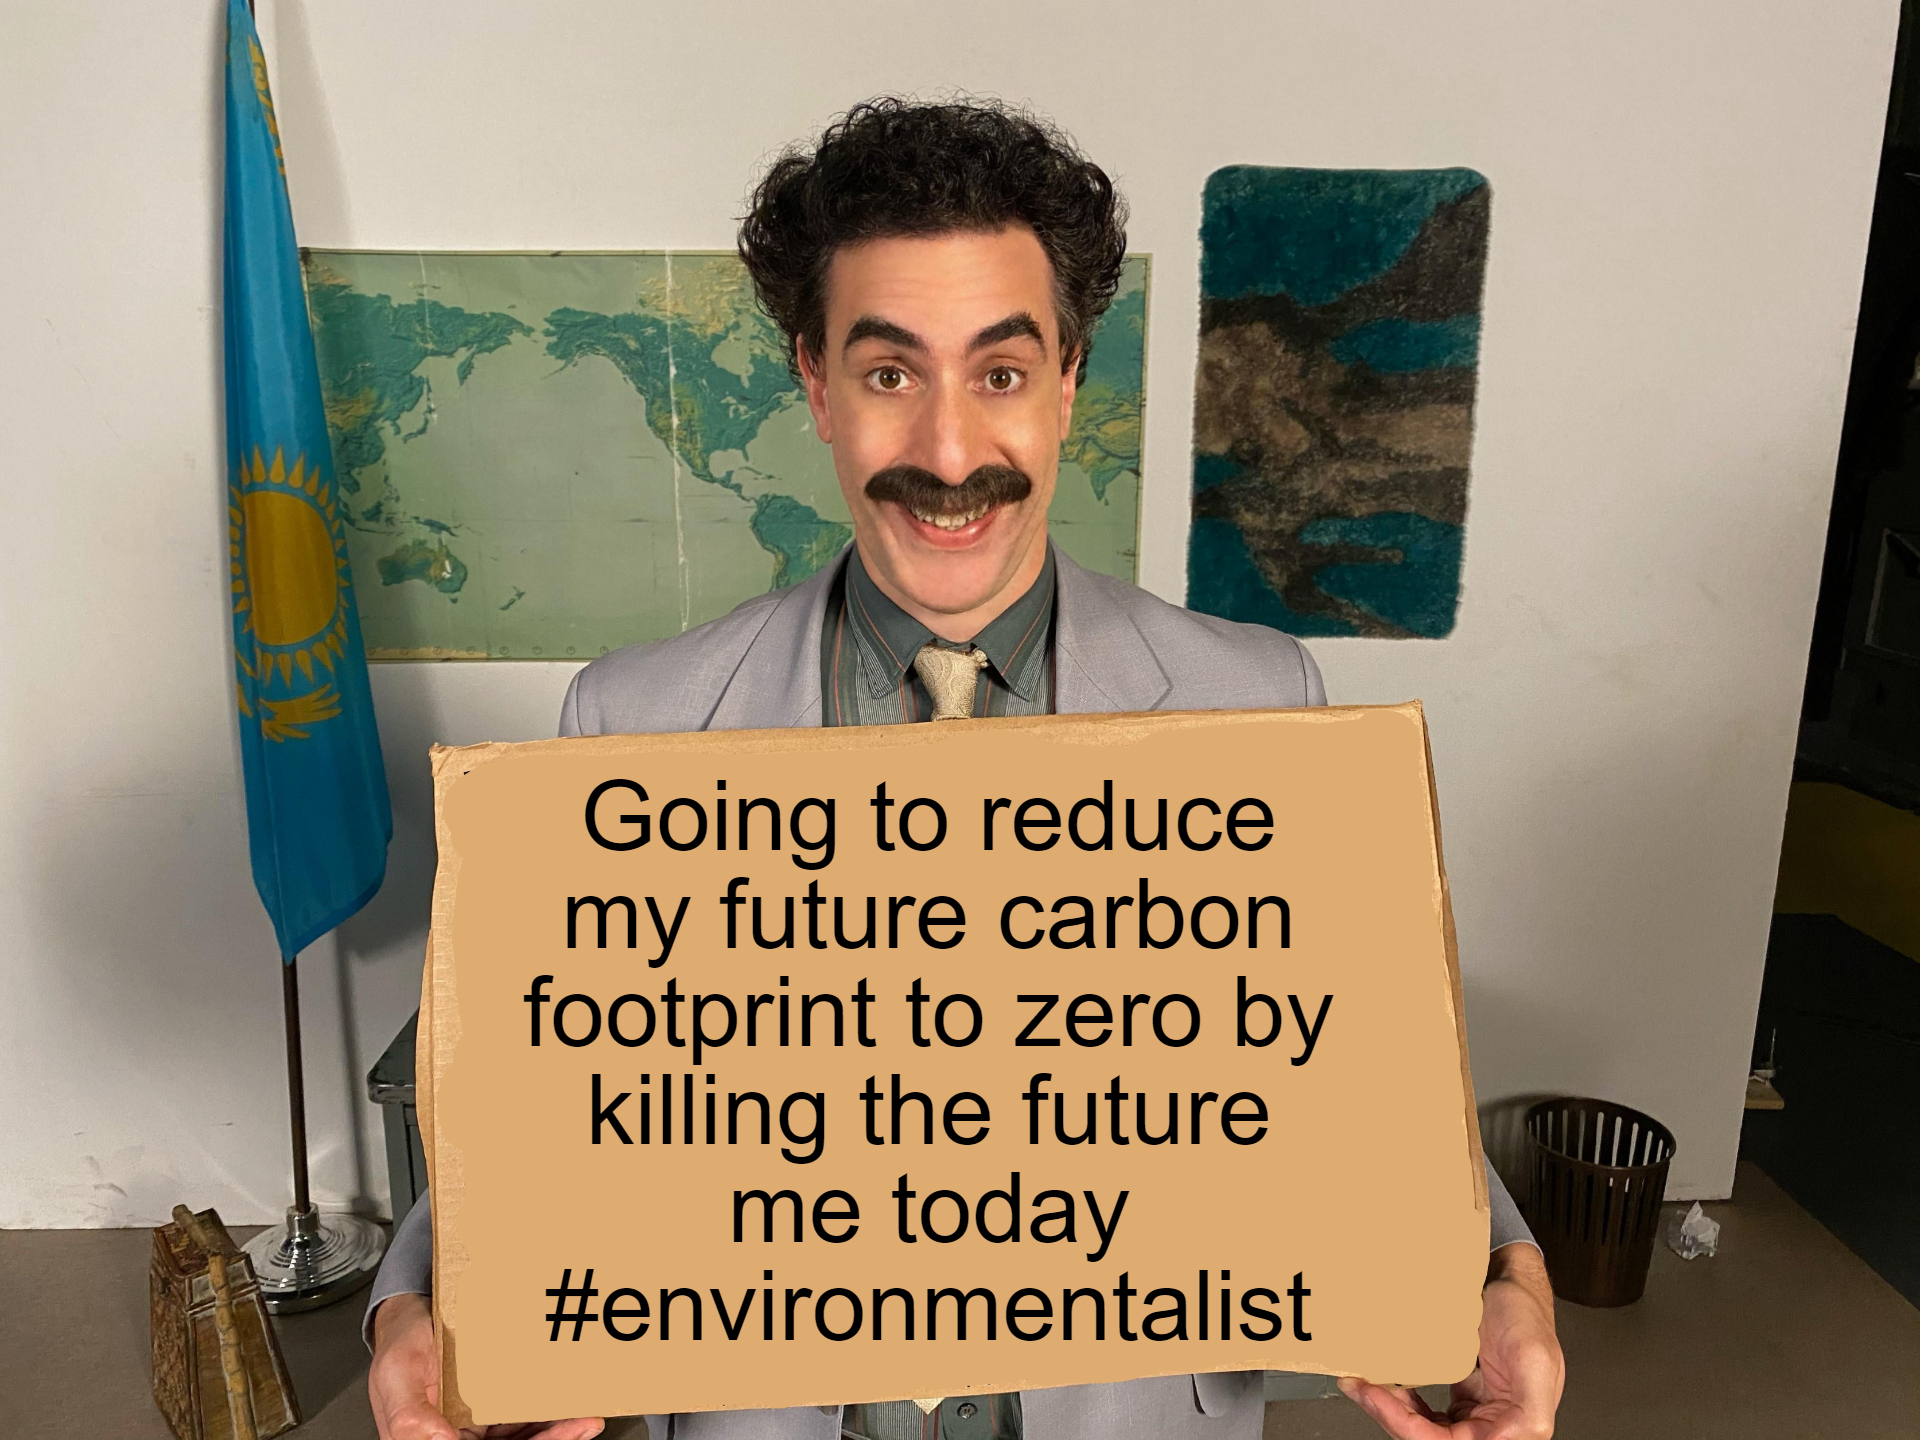 Going to reduce
my future carbon
footprint to zero by
killing the future
me today
#environmentalist